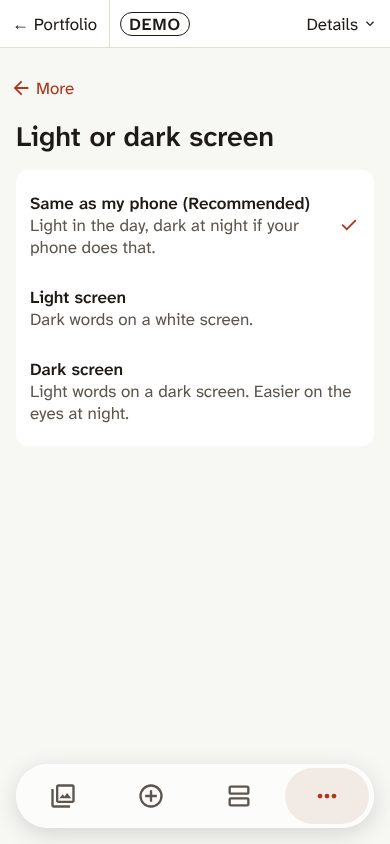 ← Portfolio
DEMO
Details
More
Light or dark screen
Same as my phone (Recommended)
Light in the day, dark at night if your
phone does that.
Light screen
Dark words on a white screen.
Dark screen
Light words on a dark screen. Easier on the
eyes at night.